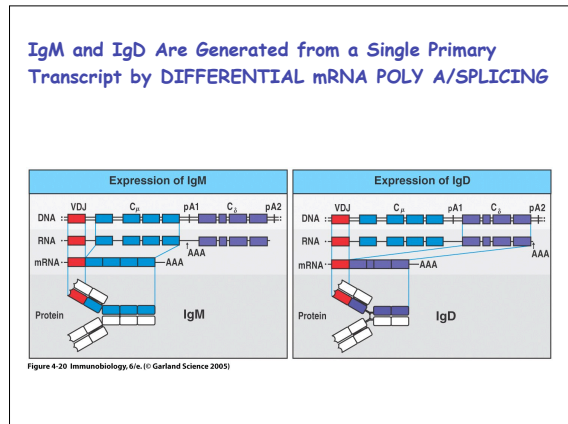 IgM and IgD Are Generated from a Single Primary
Transcript by DIFFERENTIAL mRNA POLY A/SPLICING
Expression of IgM
VDJ Cμ pA1 Cδ pA2
DNA
RNA
AAA
mRNA AAA
Protein IgM
Expression of IgD
VDJ Cμ pA1 Cδ pA2
DNA
RNA
AAA
mRNA AAA
Protein IgD
Figure 4-20 Immunobiology, 6/e. (© Garland Science 2005)